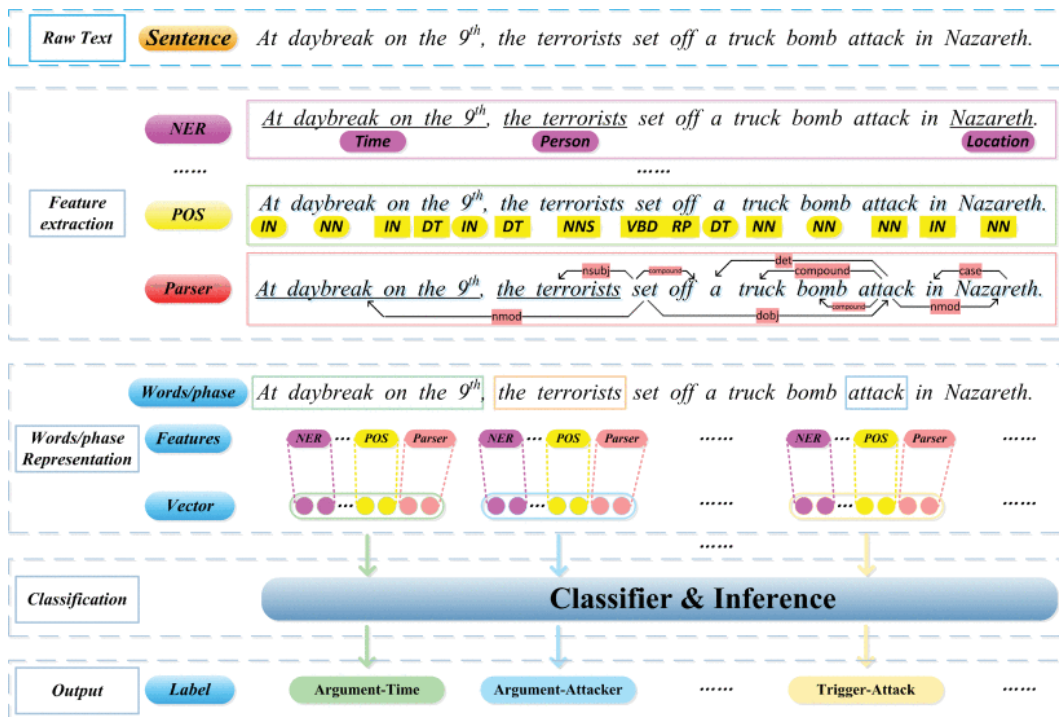 Raw Text Sentence At daybreak on the 9th, the terrorists set off a truck bomb attack in Nazareth.
NER At daybreak on the 9th, the terrorists set off a truck bomb attack in Nazareth.
Time Person Location
...... ......
Feature extraction
POS At daybreak on the 9th, the terrorists set off a truck bomb attack in Nazareth.
IN NN IN DT IN DT NNS VBD RP DT NN NN NN IN NN
det
nsubj compound compound case
Parser At daybreak on the 9th, the terrorists set off a truck bomb attack in Nazareth.
nmod dobj compound nmod
Words/phase At daybreak on the 9th, the terrorists set off a truck bomb attack in Nazareth.
Words/phase Representation
Features NER ... POS Parser NER ... POS Parser ...... NER ... POS Parser ......
Vector ... ... ...... ... ......
......
Classification Classifier & Inference
Output Label Argument-Time Argument-Attacker ...... Trigger-Attack ......